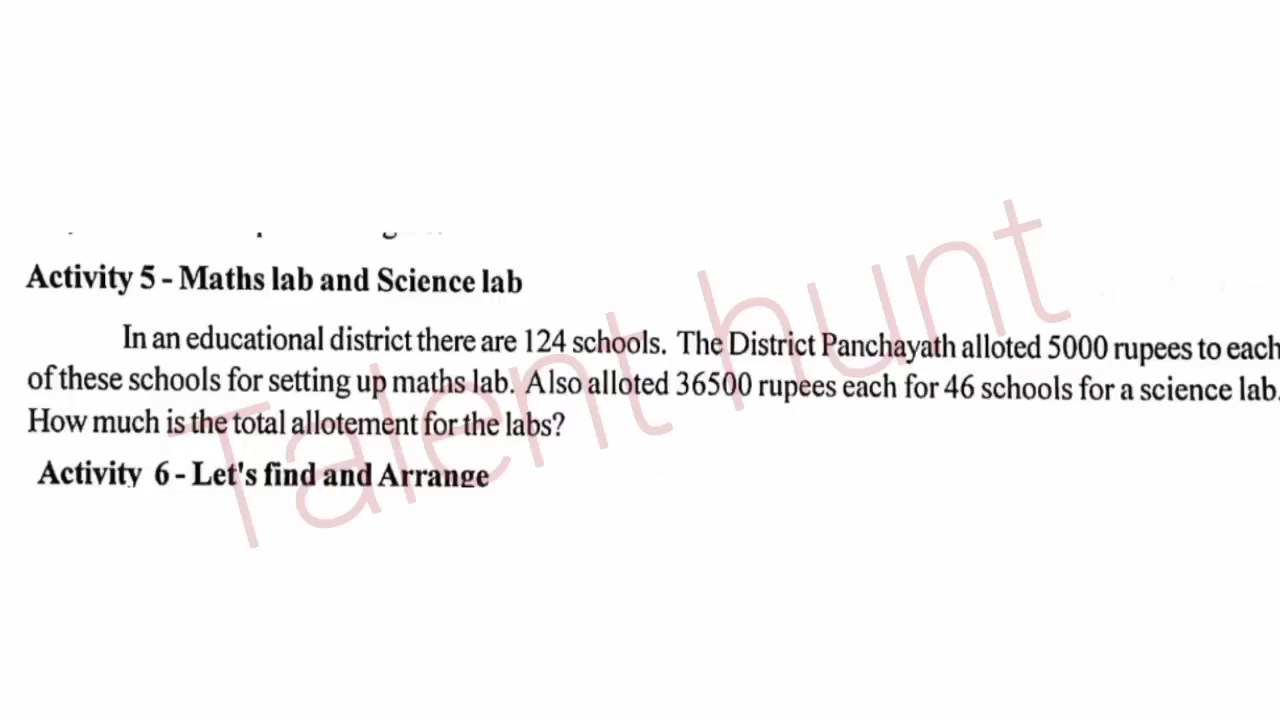 Activity 5 - Maths lab and Science lab
In an educational district there are 124 schools. The District Panchayath alloted 5000 rupees to each
of these schools for setting up maths lab. Also alloted 36500 rupees each for 46 schools for a science lab.
How much is the total allotement for the labs?
Activity 6 - Let's find and Arrange
Talent hunt